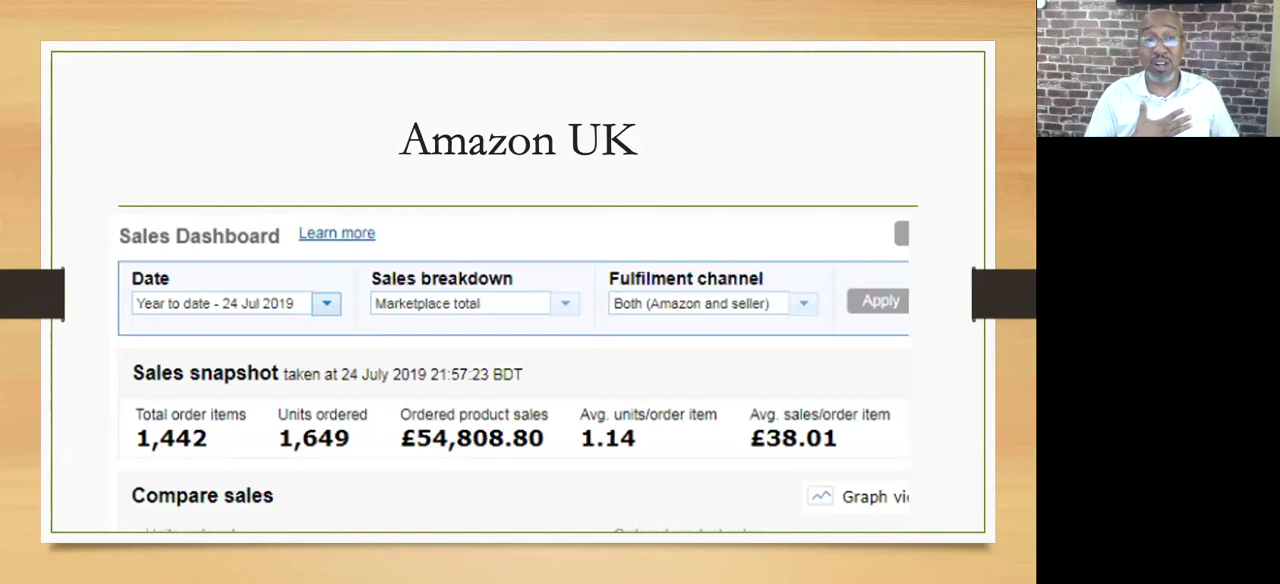 Amazon UK
Sales Dashboard Learn more
Date Sales breakdown Fulfilment channel
Year to date - 24 Jul 2019 Marketplace total Both (Amazon and seller) Apply
Sales snapshot taken at 24 July 2019 21:57:23 BDT
Total order items Units ordered Ordered product sales Avg. units/order item Avg. sales/order item
1,442 1,649 £54,808.80 1.14 £38.01
Compare sales Graph vi